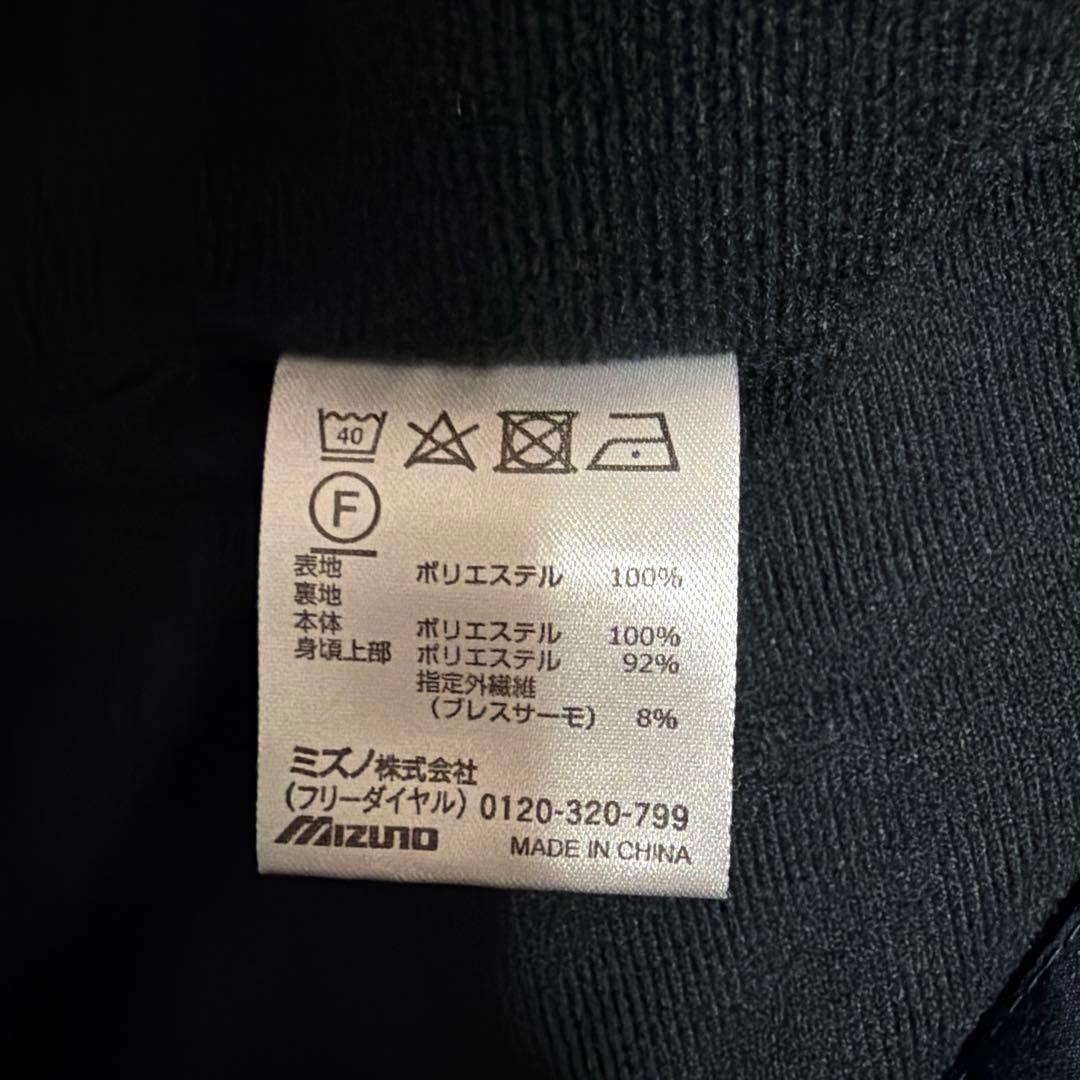 40
F
表地 ポリエステル 100%
裏地
本体 ポリエステル 100%
身頃上部 ポリエステル 92%
指定外繊維
(ブレスサーモ) 8%
ミズノ株式会社
(フリーダイヤル) 0120-320-799
MIZUNO MADE IN CHINA